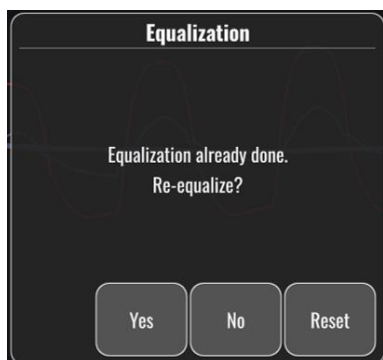 Equalization
Equalization already done.
Re-equalize?
Yes No Reset